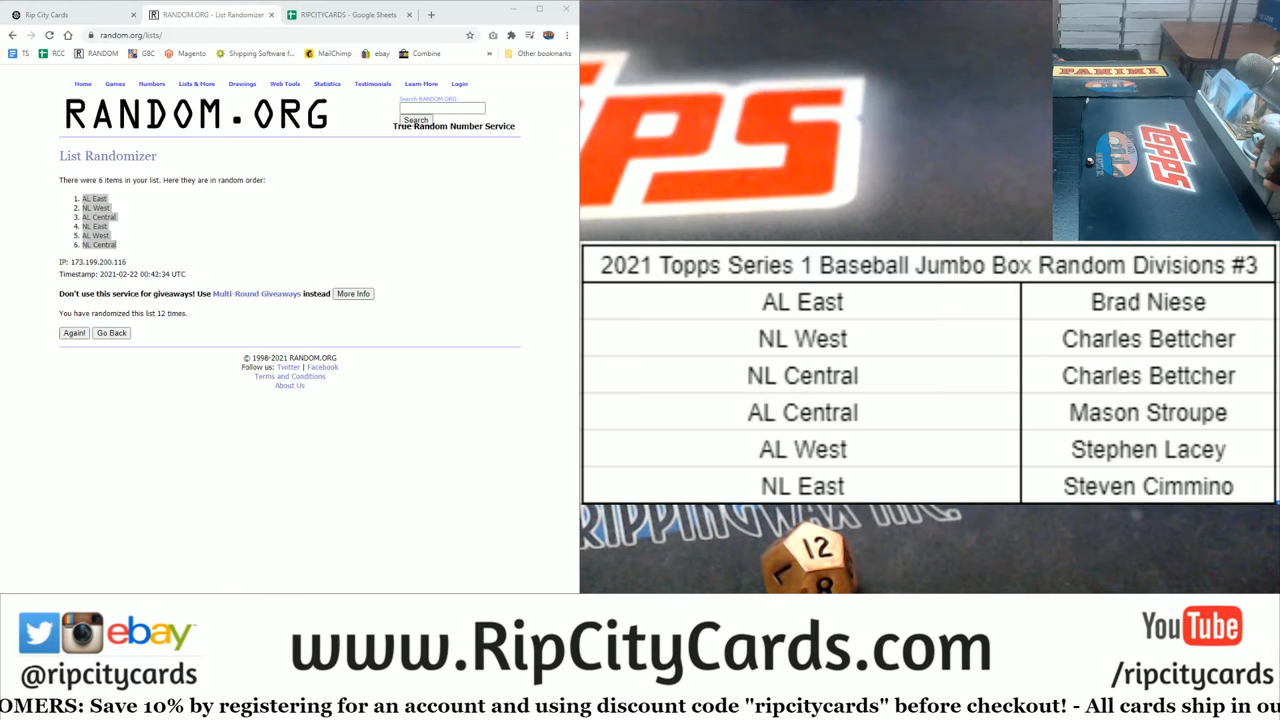 Rip City Cards
RANDOM.ORG - List Randomizer
RIPCITYCARDS - Google Sheets
random.org/lists/
TS RCC RANDOM GBC Magento Shipping Software f... MailChimp ebay Combine » Other bookmarks
Home Games Numbers Lists & More Drawings Web Tools Statistics Testimonials Learn More Login
RANDOM.ORG
Search RANDOM.ORG
Search
True Random Number Service
List Randomizer
There were 6 items in your list. Here they are in random order:
1. AL East
2. NL West
3. AL Central
4. NL East
5. AL West
6. NL Central
IP: 173.199.200.116
Timestamp: 2021-02-22 00:42:34 UTC
Don't use this service for giveaways! Use Multi-Round Giveaways instead More Info
You have randomized this list 12 times.
Again! Go Back
© 1998-2021 RANDOM.ORG
Follow us: Twitter | Facebook
Terms and Conditions
About Us
PANINI
topps
2021 Topps Series 1 Baseball Jumbo Box Random Divisions #3
AL East Brad Niese
NL West Charles Bettcher
NL Central Charles Bettcher
AL Central Mason Stroupe
AL West Stephen Lacey
NL East Steven Cimmino
RIPPINGWAX INC.
12
8
ebay
@ripcitycards
www.RipCityCards.com
YouTube
/ripcitycards
OMERS: Save 10% by registering for an account and using discount code "ripcitycards" before checkout! - All cards ship in ou